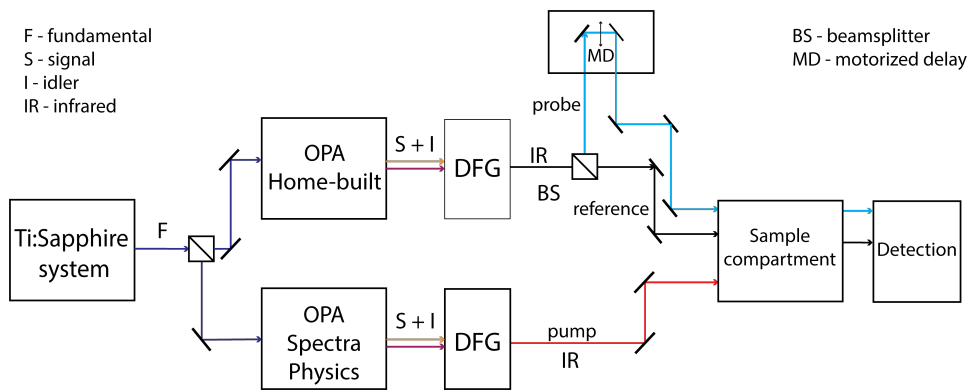 F - fundamental
S - signal
I - idler
IR - infrared
BS - beamsplitter
MD - motorized delay
MD
probe
OPA
Home-built
S + I
DFG
IR
BS
reference
Ti:Sapphire
system
F
Sample
compartment
Detection
OPA
Spectra
Physics
S + I
DFG
pump
IR